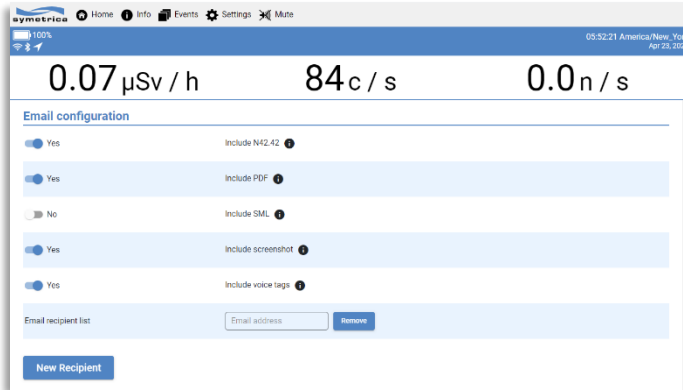 symetrica Home Info Events Settings Mute
100% 05:52:21 America/New_Yo
Apr 23, 202
0.07 µSv / h 84 c / s 0.0 n / s
Email configuration
Yes Include N42.42
Yes Include PDF
No Include SML
Yes Include screenshot
Yes Include voice tags
Email recipient list Email address Remove
New Recipient